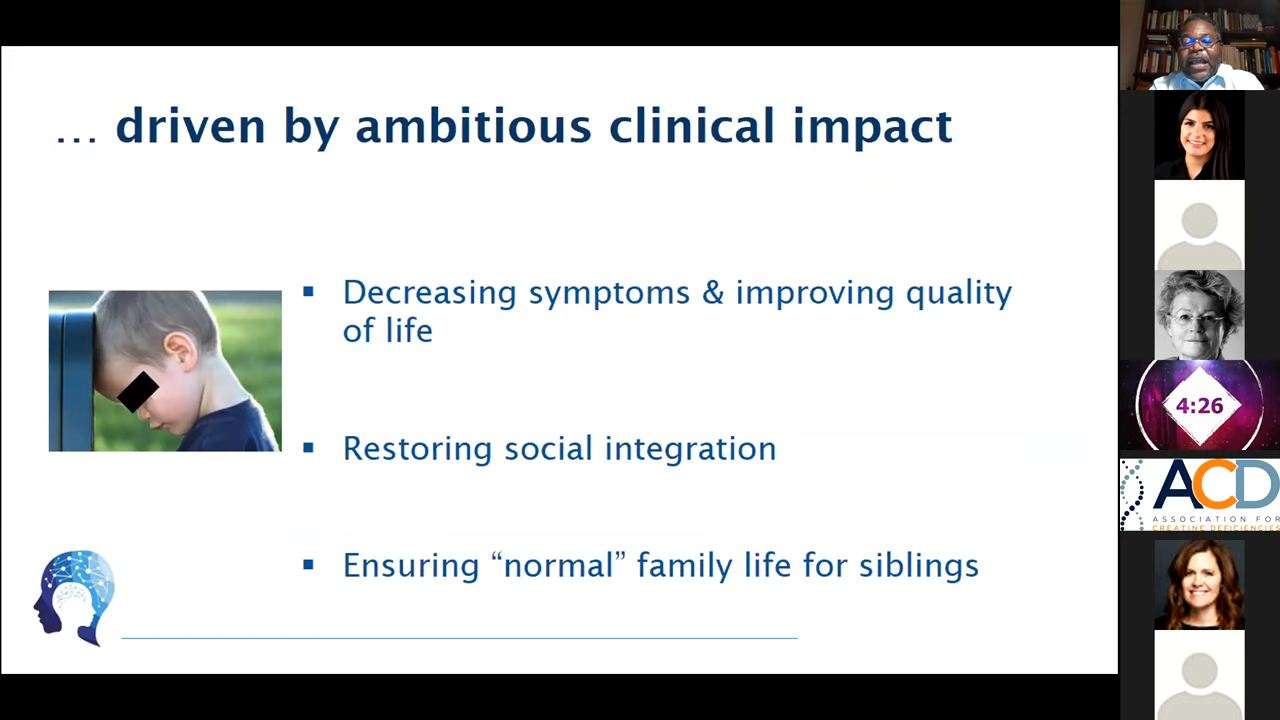 ... driven by ambitious clinical impact
▪ Decreasing symptoms & improving quality
of life
▪ Restoring social integration
▪ Ensuring “normal” family life for siblings
4:26
ACD
ASSOCIATION FOR
CREATINE DEFICIENCIES